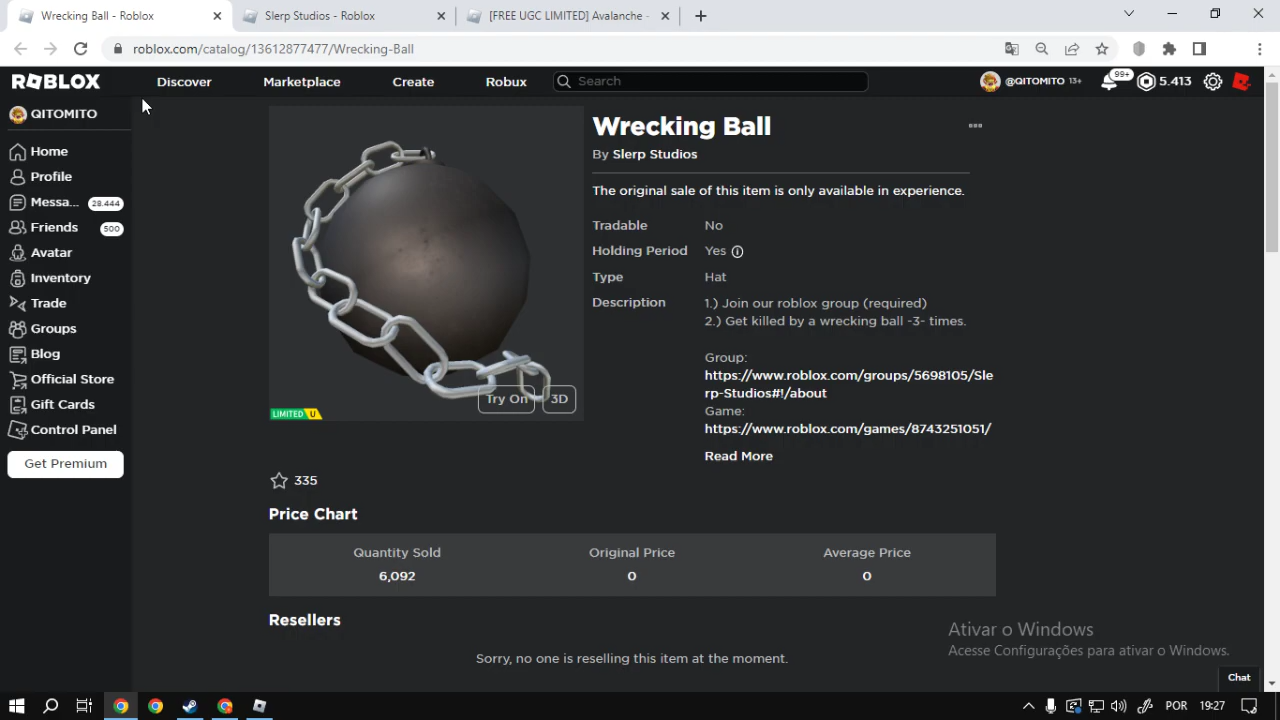 Wrecking Ball - Roblox
Slerp Studios - Roblox
[FREE UGC LIMITED] Avalanche -
roblox.com/catalog/13612877477/Wrecking-Ball
ROBLOX
Discover
Marketplace
Create
Robux
Search
@QITOMITO 13+
99+
5.413
QITOMITO
Home
Profile
Messa... 28.444
Friends 500
Avatar
Inventory
Trade
Groups
Blog
Official Store
Gift Cards
Control Panel
Get Premium
Try On
3D
LIMITED U
335
Wrecking Ball
By Slerp Studios
The original sale of this item is only available in experience.
Tradable No
Holding Period Yes
Type Hat
Description 1.) Join our roblox group (required)
2.) Get killed by a wrecking ball -3- times.
Group:
https://www.roblox.com/groups/5698105/Sle
rp-Studios#!/about
Game:
https://www.roblox.com/games/8743251051/
Read More
Price Chart
Quantity Sold Original Price Average Price
6,092 0 0
Resellers
Sorry, no one is reselling this item at the moment.
Ativar o Windows
Acesse Configurações para ativar o Windows.
Chat
POR 19:27